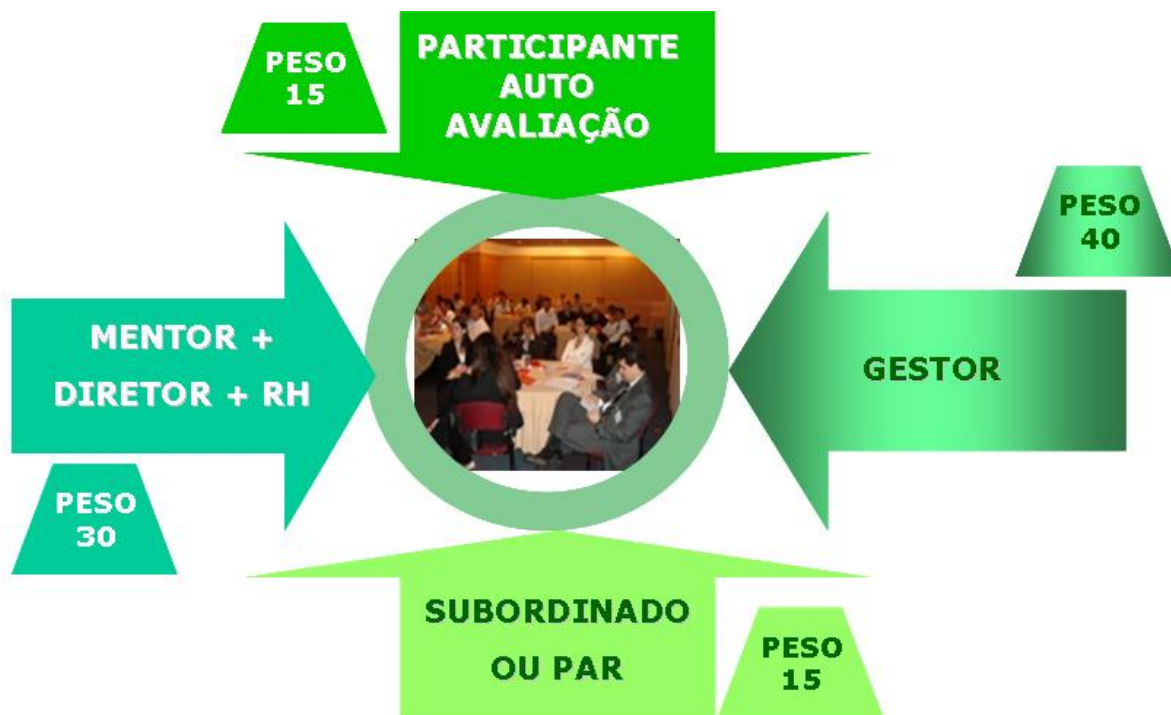 PESO
15
PARTICIPANTE
AUTO
AVALIAÇÃO
PESO
40
MENTOR +
DIRETOR + RH
GESTOR
PESO
30
SUBORDINADO
OU PAR
PESO
15